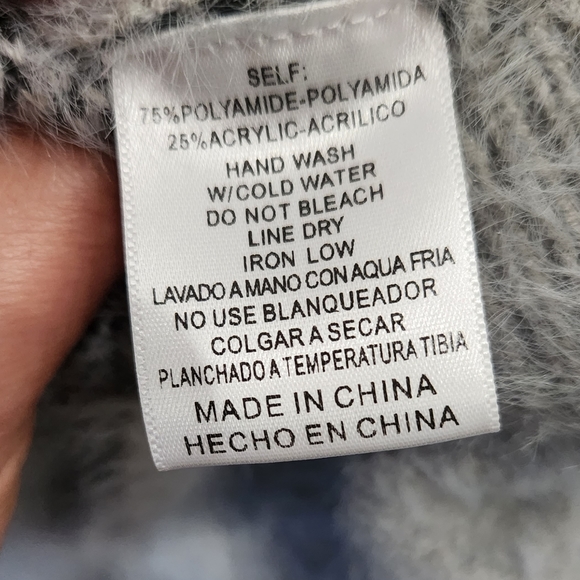 SELF:
75%POLYAMIDE-POLYAMIDA
25%ACRYLIC-ACRILICO
HAND WASH
W/COLD WATER
DO NOT BLEACH
LINE DRY
IRON LOW
LAVADO A MANO CON AQUA FRIA
NO USE BLANQUEADOR
COLGAR A SECAR
PLANCHADO A TEMPERATURA TIBIA
MADE IN CHINA
HECHO EN CHINA